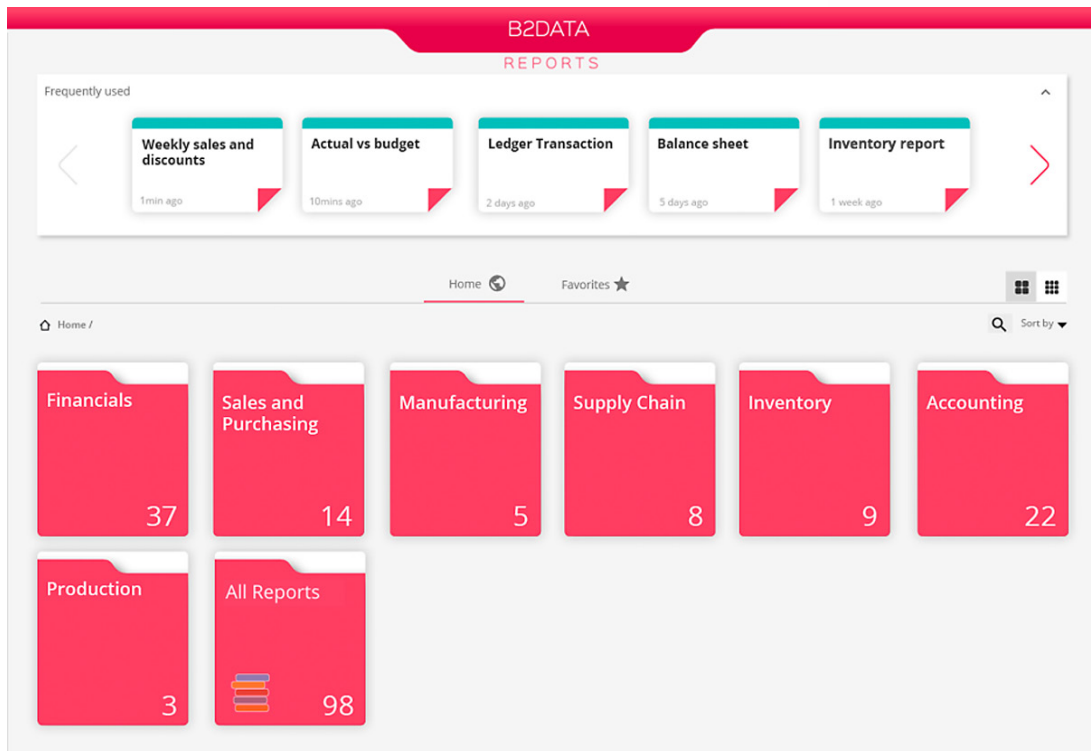 B2DATA
REPORTS
Frequently used
Weekly sales and
discounts
1min ago
Actual vs budget
10mins ago
Ledger Transaction
2 days ago
Balance sheet
5 days ago
Inventory report
1 week ago
Home
Favorites
Home /
Sort by
Financials
37
Sales and
Purchasing
14
Manufacturing
5
Supply Chain
8
Inventory
9
Accounting
22
Production
3
All Reports
98